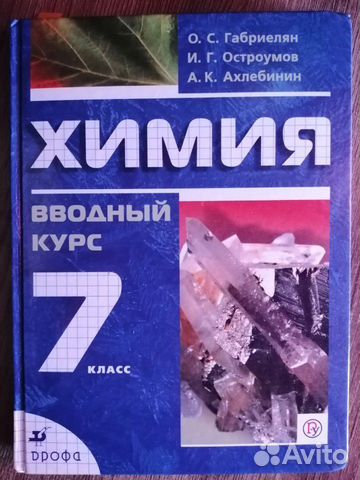 О. С. Габриелян
И. Г. Остроумов
А. К. Ахлебинин
ХИМИЯ
ВВОДНЫЙ
КУРС
7
КЛАСС
ДРОФА
Avito